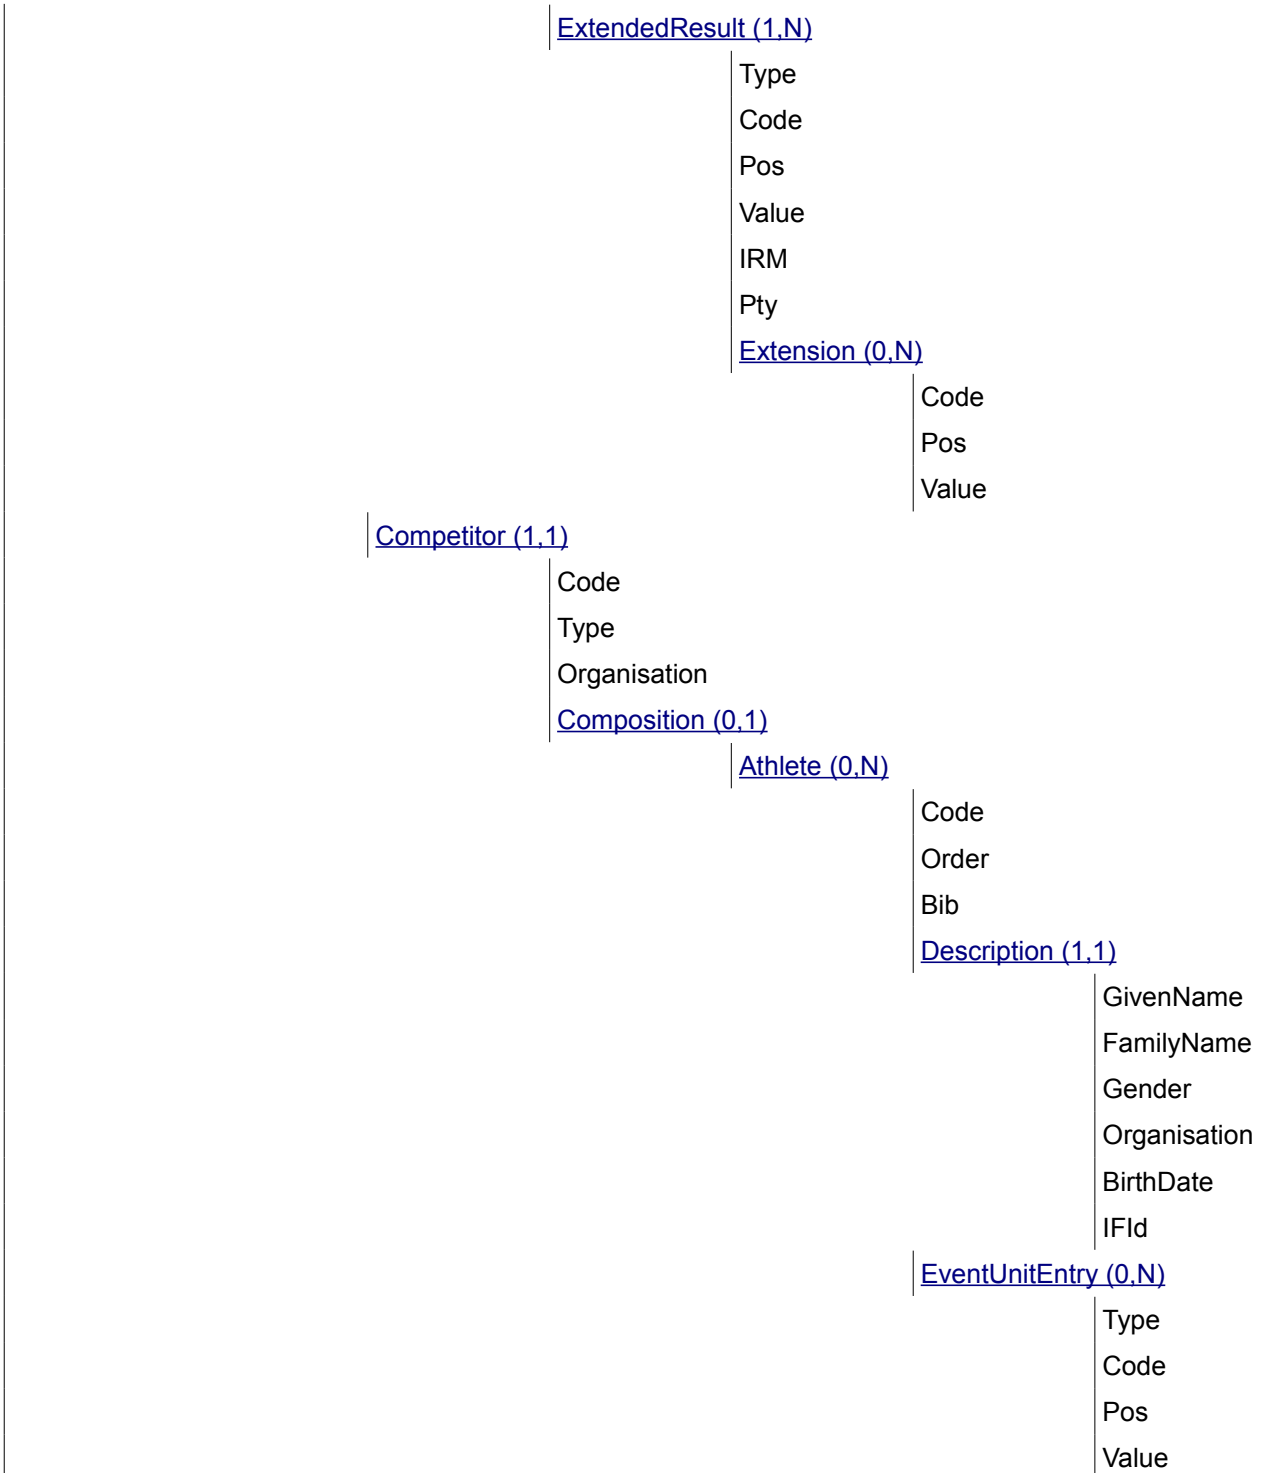 ExtendedResult (1,N)
Type
Code
Pos
Value
IRM
Pty
Extension (0,N)
Code
Pos
Value
Competitor (1,1)
Code
Type
Organisation
Composition (0,1)
Athlete (0,N)
Code
Order
Bib
Description (1,1)
GivenName
FamilyName
Gender
Organisation
BirthDate
IFId
EventUnitEntry (0,N)
Type
Code
Pos
Value